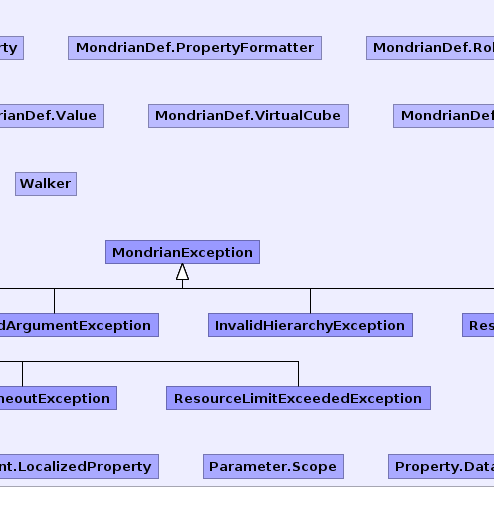 rty MondrianDef.PropertyFormatter MondrianDef.Rol
rianDef.Value MondrianDef.VirtualCube MondrianDef
Walker
MondrianException
dArgumentException InvalidHierarchyException Res
neoutException ResourceLimitExceededException
nt.LocalizedProperty Parameter.Scope Property.Data